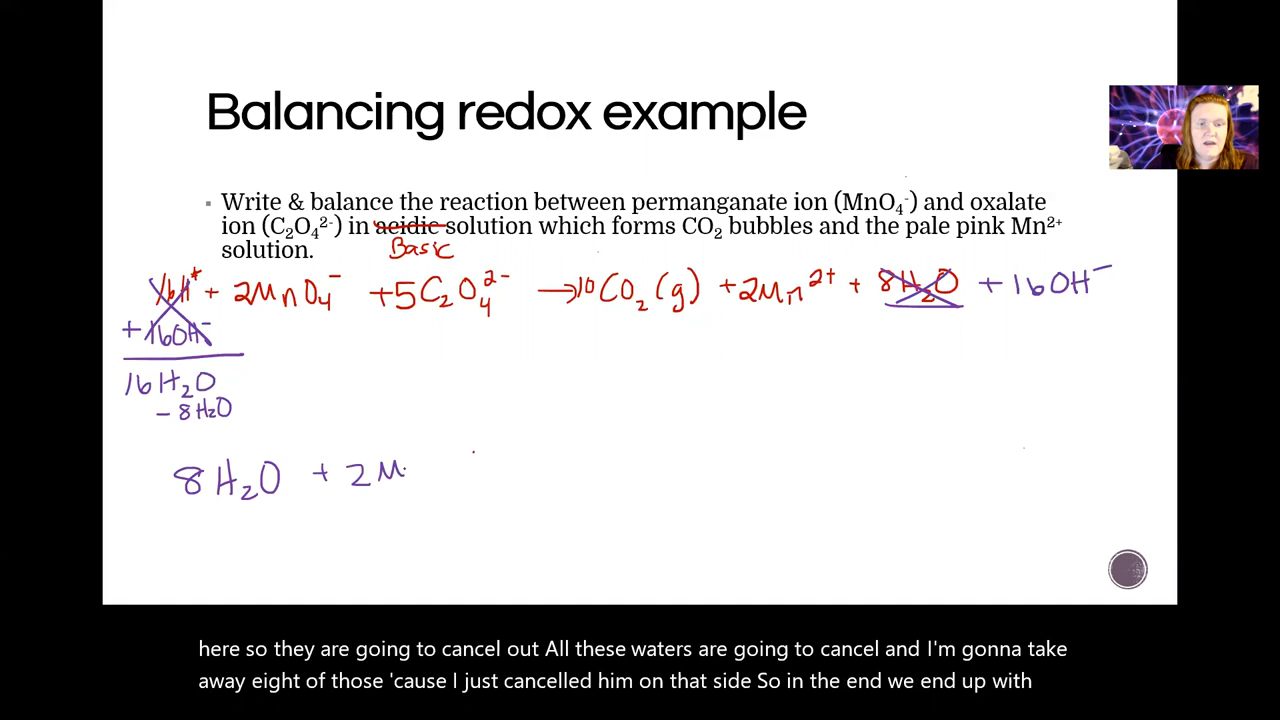 Balancing redox example
▪ Write & balance the reaction between permanganate ion (MnO₄⁻) and oxalate
ion (C₂O₄²⁻) in acidic solution which forms CO₂ bubbles and the pale pink Mn²⁺
Basic
solution.
16H⁺ + 2MnO₄⁻ + 5C₂O₄²⁻ → 10CO₂(g) + 2Mn²⁺ + 8H₂O + 16OH⁻
+ 16OH⁻
16H₂O
- 8H₂O
8H₂O + 2M
here so they are going to cancel out All these waters are going to cancel and I'm gonna take
away eight of those 'cause I just cancelled him on that side So in the end we end up with